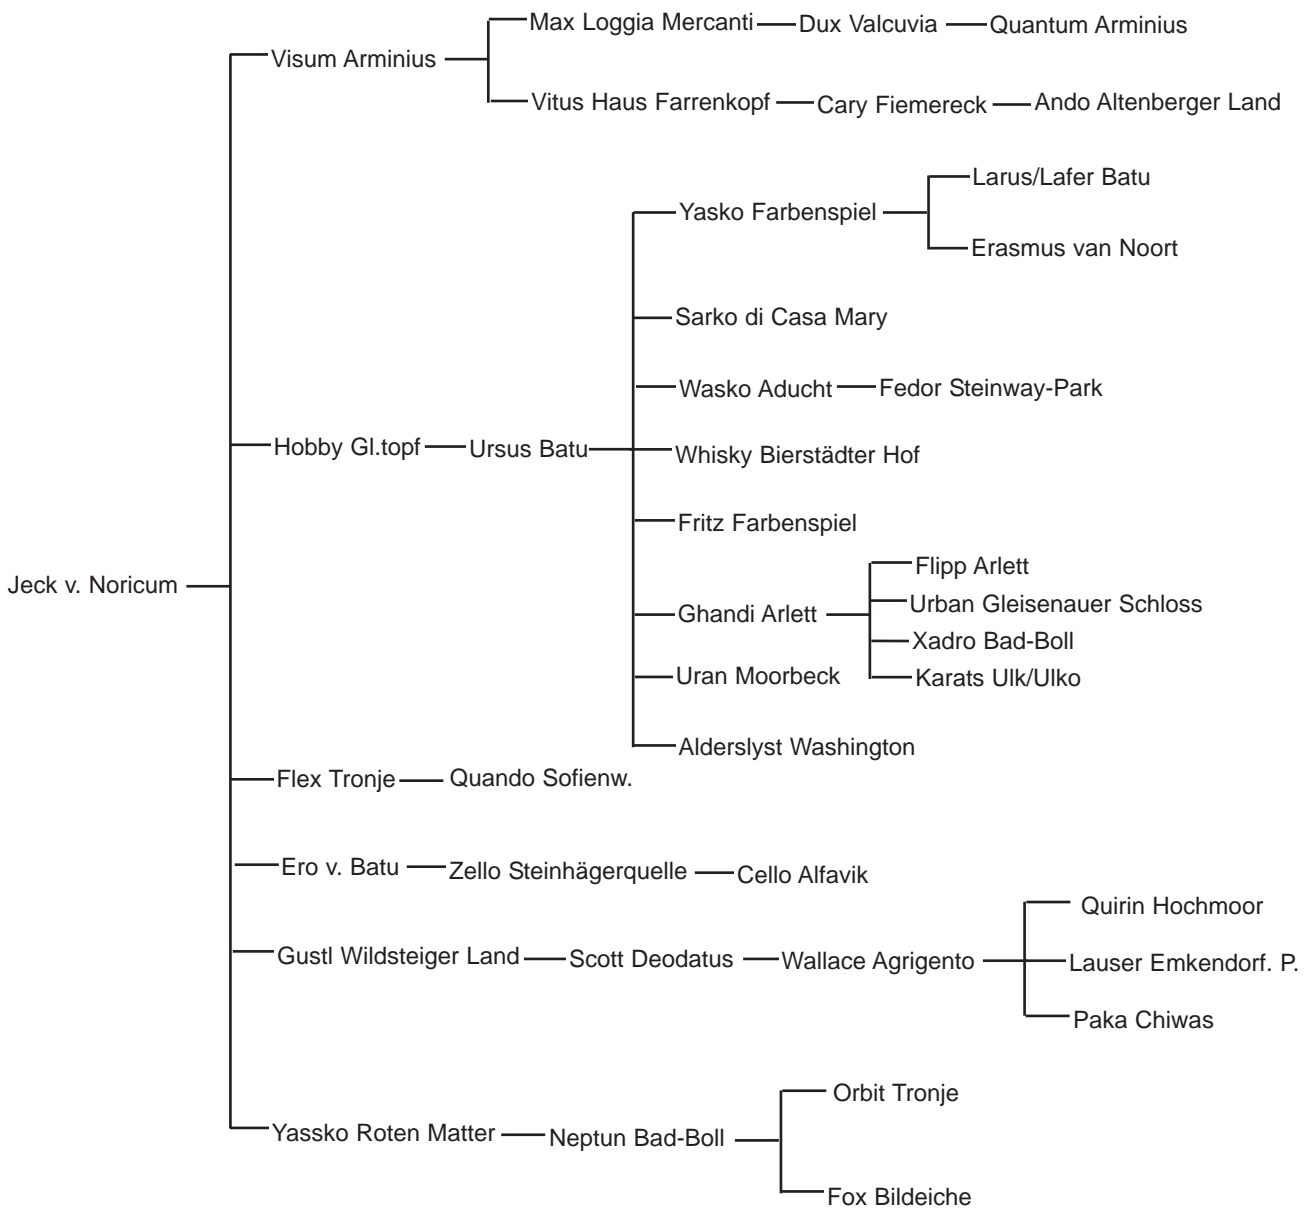 Max Loggia Mercanti
Dux Valcuvia
Quantum Arminius
Visum Arminius
Vitus Haus Farrenkopf
Cary Fiemereck
Ando Altenberger Land
Larus/Lafer Batu
Yasko Farbenspiel
Erasmus van Noort
Sarko di Casa Mary
Wasko Aducht
Fedor Steinway-Park
Hobby Gl.topf
Ursus Batu
Whisky Bierstädter Hof
Fritz Farbenspiel
Jeck v. Noricum
Flipp Arlett
Urban Gleisenauer Schloss
Ghandi Arlett
Xadro Bad-Boll
Karats Ulk/Ulko
Uran Moorbeck
Alderslyst Washington
Flex Tronje
Quando Sofienw.
Ero v. Batu
Zello Steinhägerquelle
Cello Alfavik
Quirin Hochmoor
Gustl Wildsteiger Land
Scott Deodatus
Wallace Agrigento
Lauser Emkendorf. P.
Paka Chiwas
Orbit Tronje
Yassko Roten Matter
Neptun Bad-Boll
Fox Bildeiche